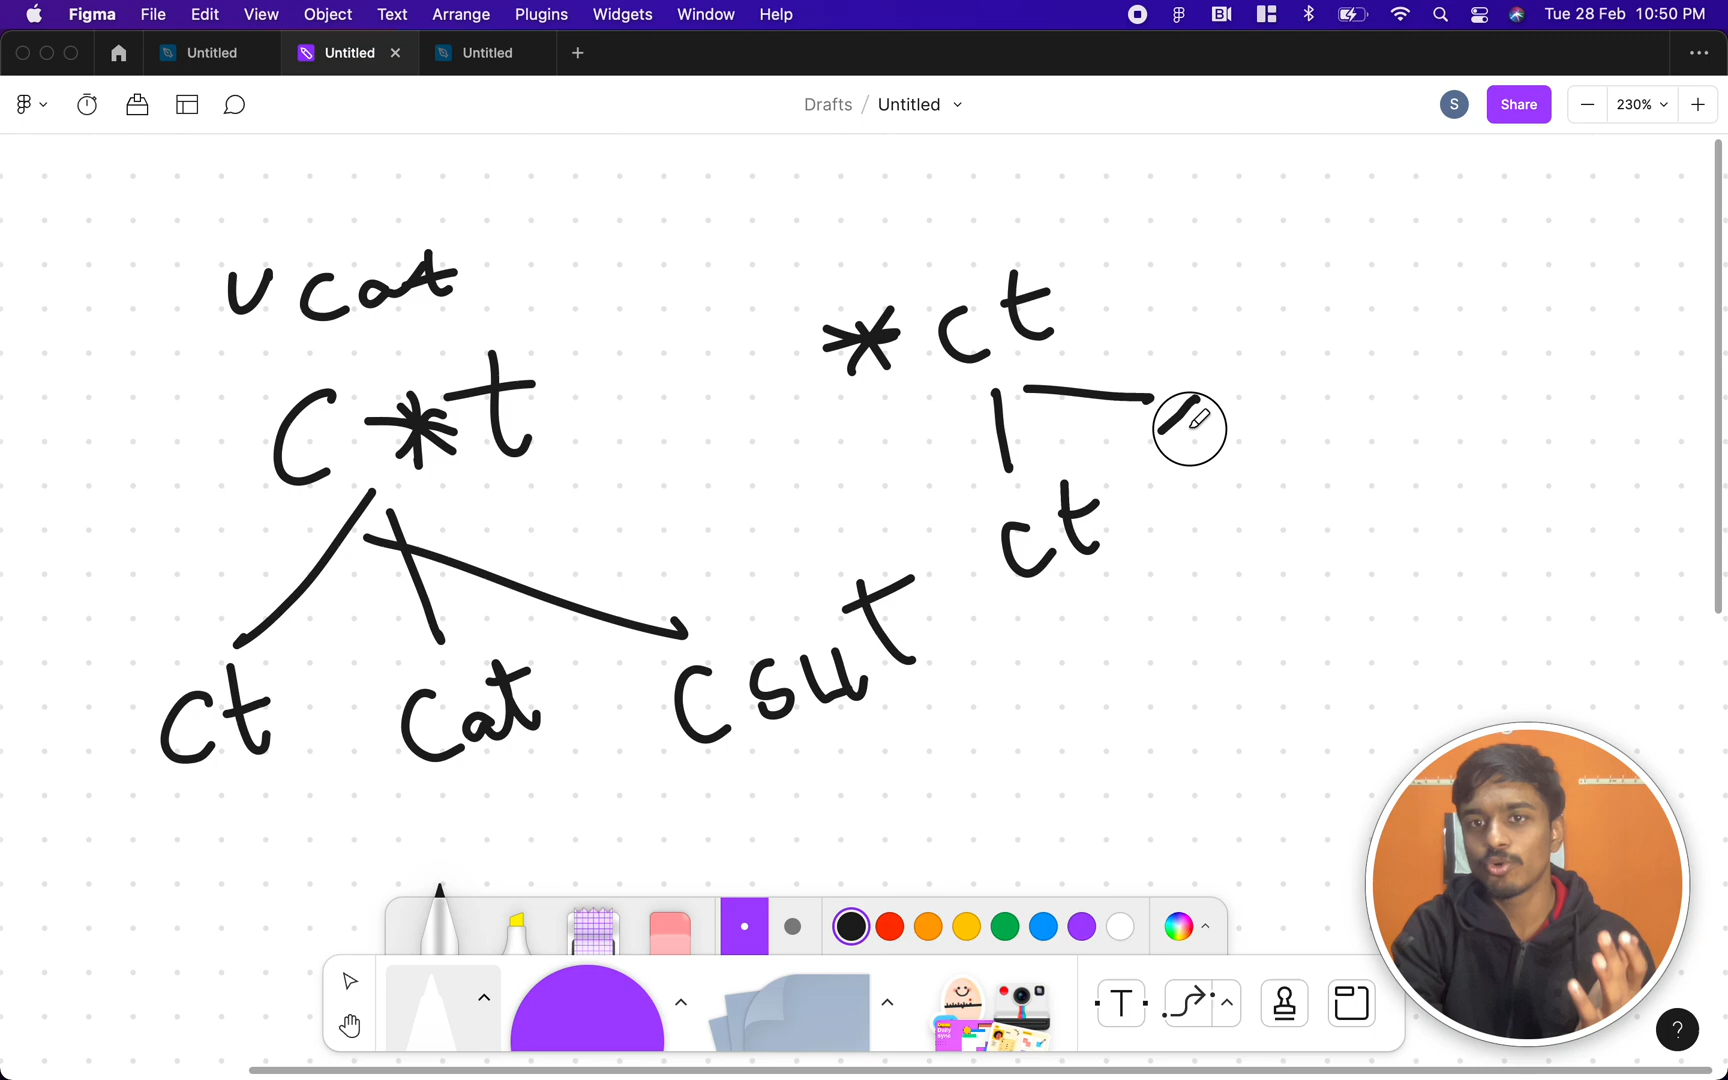 Figma File Edit View Object Text Arrange Plugins Widgets Window Help Tue 28 Feb 10:50 PM
Untitled Untitled Untitled
Drafts / Untitled S Share 230%
v cat
* ct
C * t
ct
ct cat csut
T
?